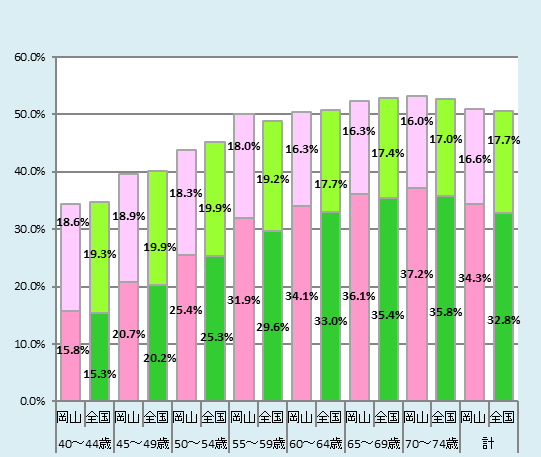 60.0%
50.0%
40.0%
30.0%
20.0%
10.0%
0.0%
18.6% 19.3% 18.9% 19.9% 18.3% 19.9% 18.0% 19.2% 16.3% 17.7% 16.3% 17.4% 16.0% 17.0% 16.6% 17.7%
15.8% 15.3% 20.7% 20.2% 25.4% 25.3% 31.9% 29.6% 34.1% 33.0% 36.1% 35.4% 37.2% 35.8% 34.3% 32.8%
岡山 全国 岡山 全国 岡山 全国 岡山 全国 岡山 全国 岡山 全国 岡山 全国 岡山 全国
40～44歳 45～49歳 50～54歳 55～59歳 60～64歳 65～69歳 70～74歳 計